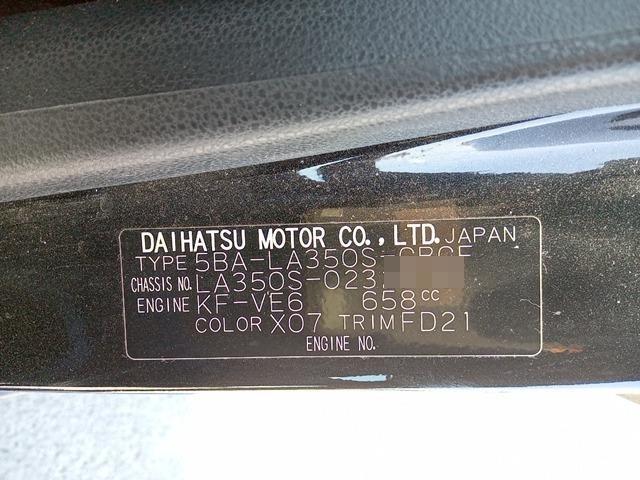 DAIHATSU MOTOR CO., LTD. JAPAN
TYPE 5BA-LA350S-GBGF
CHASSIS NO. LA350S-023
ENGINE KF-VE6 658cc
COLOR X07 TRIM FD21
ENGINE NO.